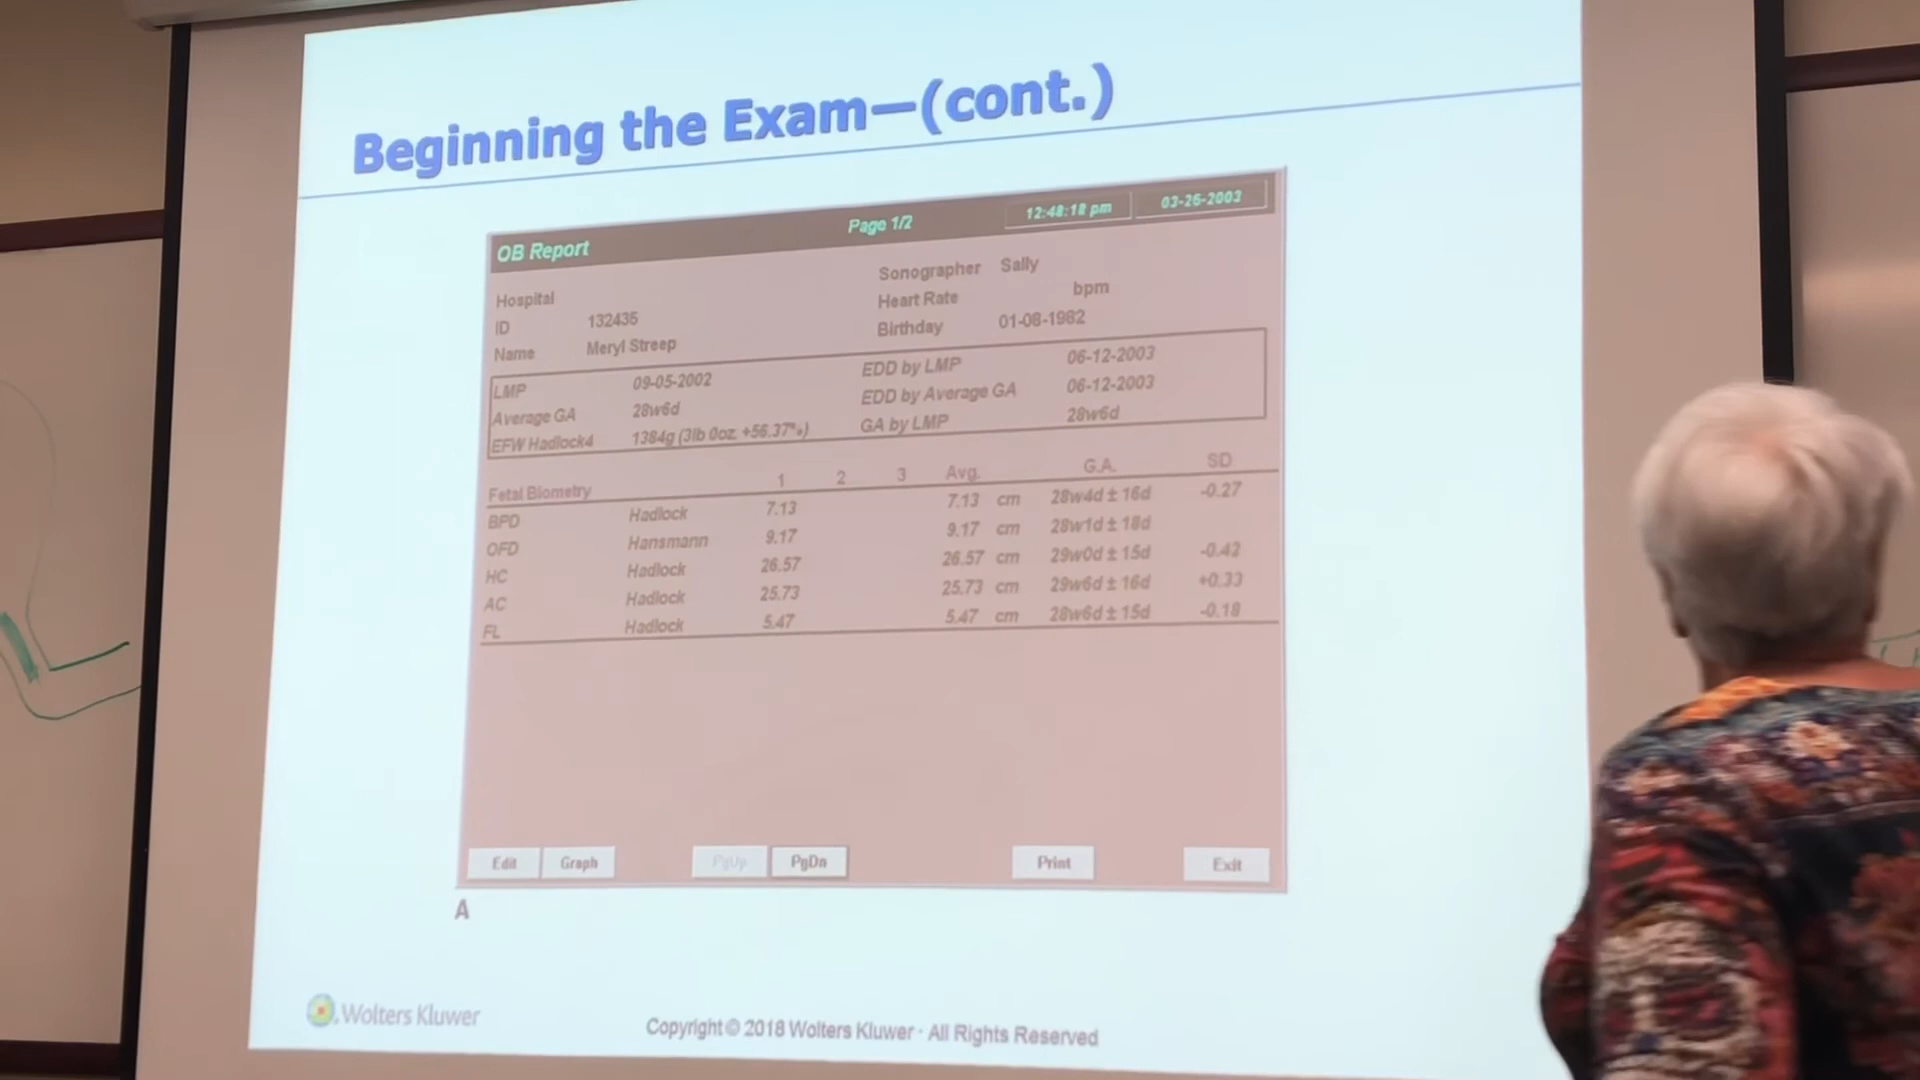 Beginning the Exam—(cont.)
OB Report Page 1/2 12:48:18 pm 03-26-2003
Hospital Sonographer Sally
ID 132435 Heart Rate bpm
Name Meryl Streep Birthday 01-08-1982
LMP 09-05-2002 EDD by LMP 06-12-2003
Average GA 28w6d EDD by Average GA 06-12-2003
EFW Hadlock4 1384g (3lb 0oz. +56.37%) GA by LMP 28w6d
Fetal Biometry 1 2 3 Avg. G.A. SD
BPD Hadlock 7.13 7.13 cm 28w4d ± 16d -0.27
OFD Hansmann 9.17 9.17 cm 28w1d ± 18d
HC Hadlock 26.57 26.57 cm 29w0d ± 15d -0.42
AC Hadlock 25.73 25.73 cm 29w6d ± 16d +0.33
FL Hadlock 5.47 5.47 cm 28w6d ± 15d -0.18
Edit Graph PgUp PgDn Print Exit
A
Wolters Kluwer
Copyright © 2018 Wolters Kluwer · All Rights Reserved